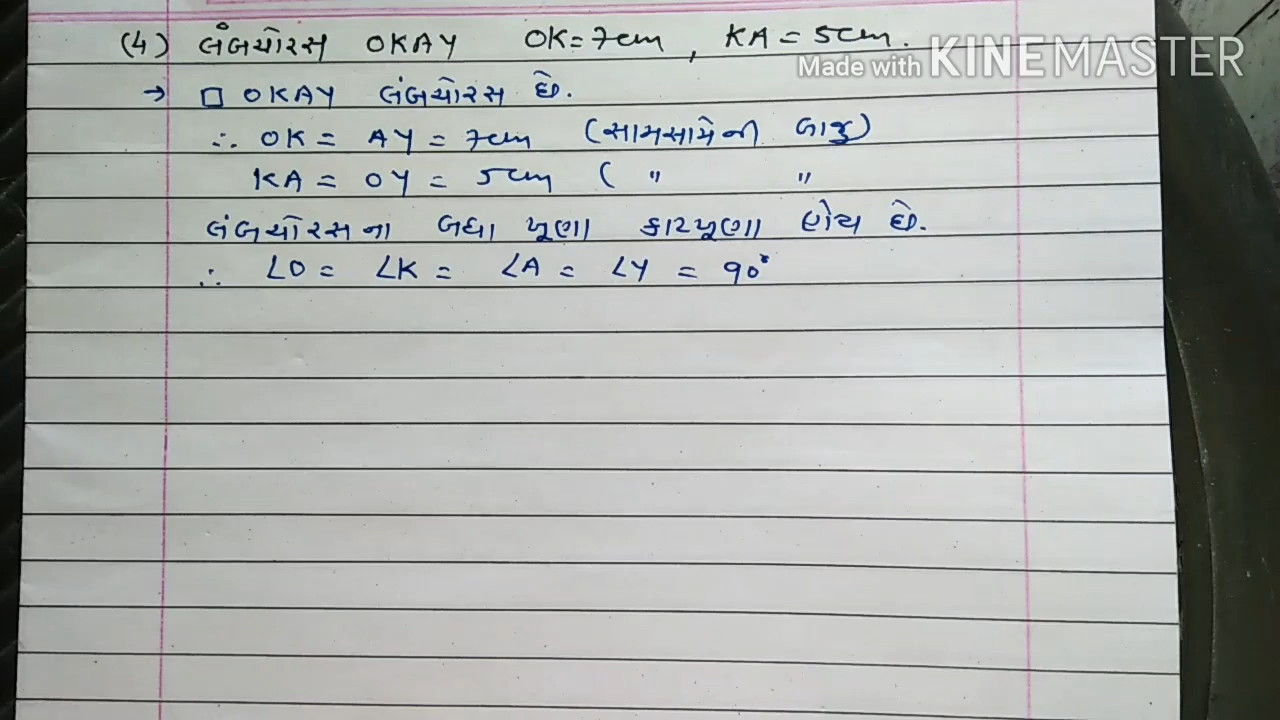 (4) લંબચોરસ OKAY OK = 7cm, KA = 5cm.
Made with KINEMASTER
→ □ OKAY લંબચોરસ છે.
∴ OK = AY = 7cm (સામસામેની બાજુ)
KA = OY = 5cm ( " "
લંબચોરસના બધા ખૂણા કાટખૂણા હોય છે.
∴ ∠O = ∠K = ∠A = ∠Y = 90°